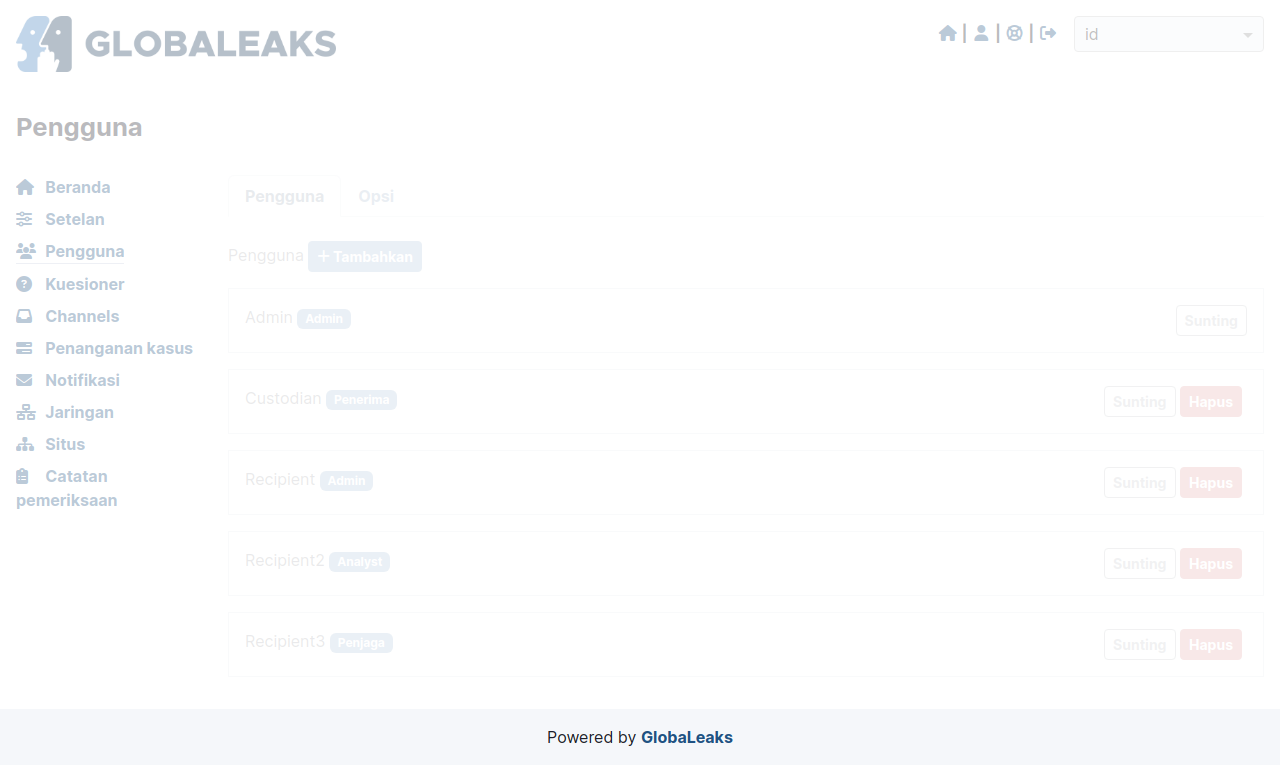 GLOBALEAKS
| | |
id
Pengguna
Beranda
Setelan
Pengguna
Kuesioner
Channels
Penanganan kasus
Notifikasi
Jaringan
Situs
Catatan
pemeriksaan
Pengguna Opsi
Pengguna + Tambahkan
Admin Admin Sunting
Custodian Penerima Sunting Hapus
Recipient Admin Sunting Hapus
Recipient2 Analyst Sunting Hapus
Recipient3 Penjaga Sunting Hapus
Powered by GlobaLeaks